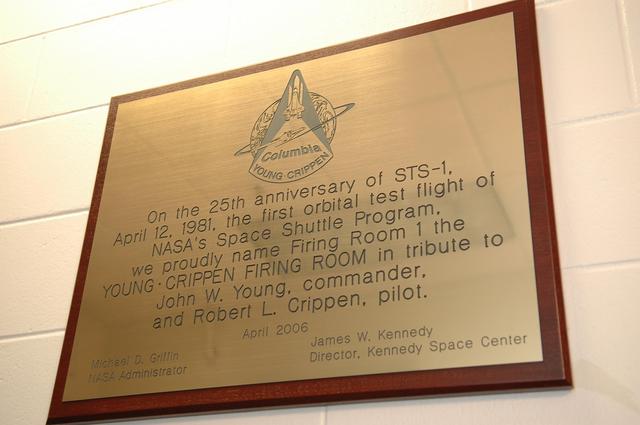 Columbia
YOUNG · CRIPPEN
On the 25th anniversary of STS-1,
April 12, 1981, the first orbital test flight of
NASA's Space Shuttle Program,
we proudly name Firing Room 1 the
YOUNG · CRIPPEN FIRING ROOM in tribute to
John W. Young, commander,
and Robert L. Crippen, pilot.
April 2006
Michael D. Griffin
NASA Administrator
James W. Kennedy
Director, Kennedy Space Center